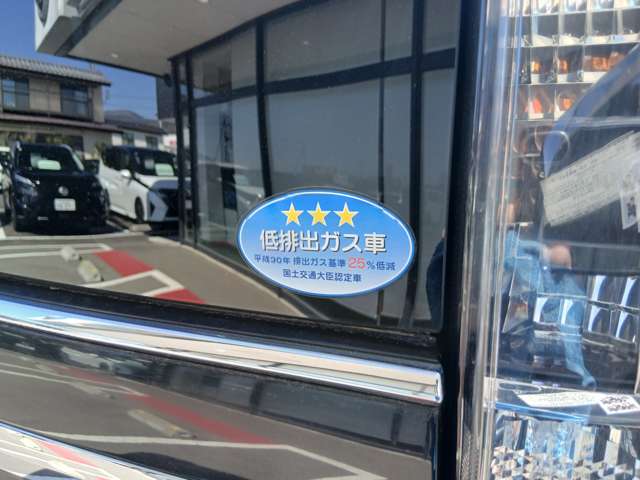 低排出ガス車
平成30年 排出ガス基準 25%低減
国土交通大臣認定車